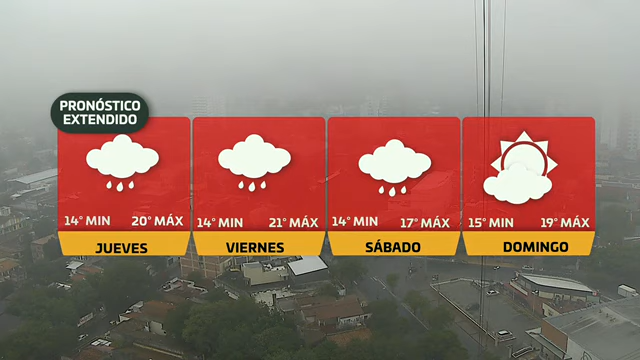 PRONÓSTICO
EXTENDIDO
14° MIN 20° MÁX
JUEVES
14° MIN 21° MÁX
VIERNES
14° MIN 17° MÁX
SÁBADO
15° MIN 19° MÁX
DOMINGO